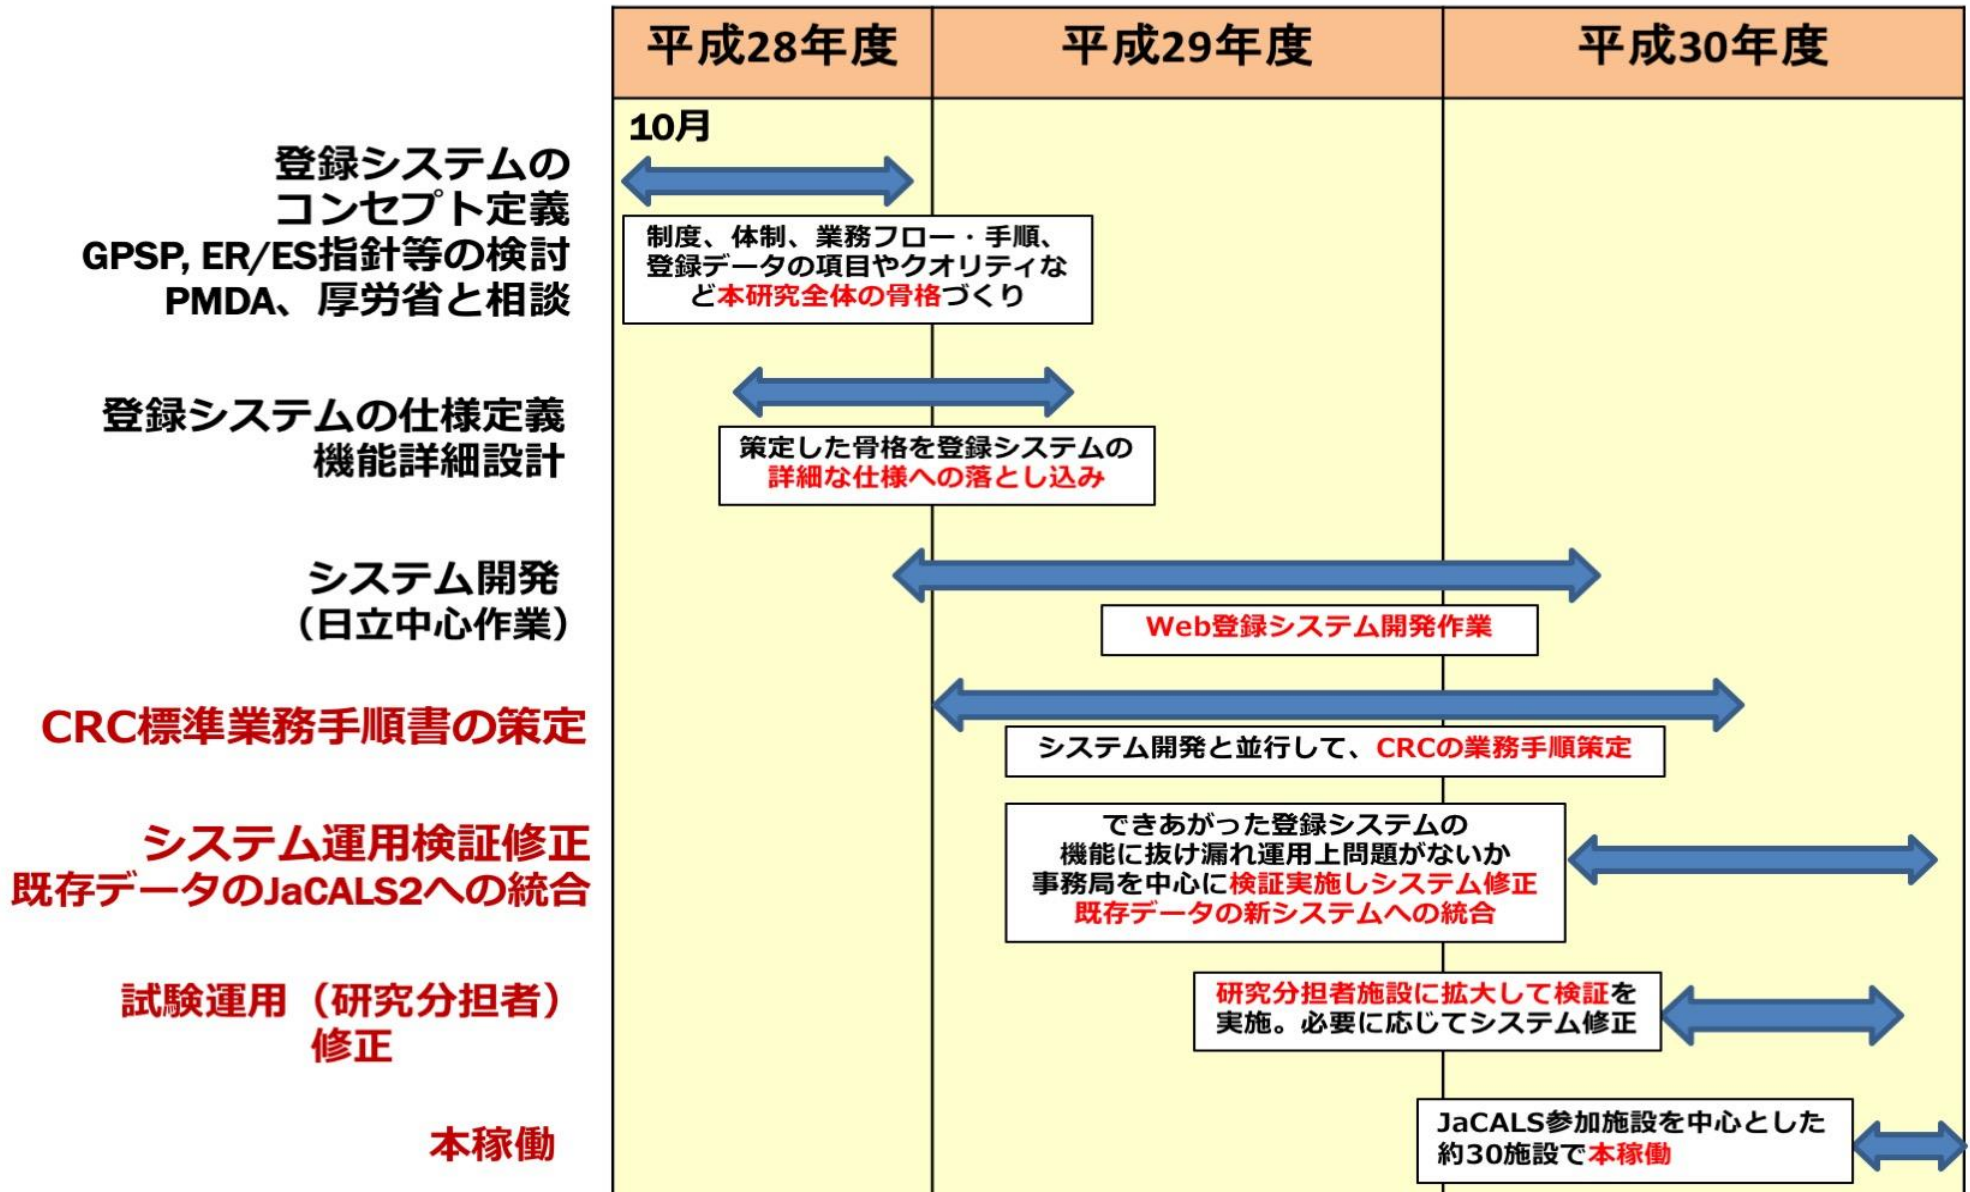 平成28年度
平成29年度
平成30年度
10月
登録システムの
コンセプト定義
GPSP, ER/ES指針等の検討
PMDA、厚労省と相談
制度、体制、業務フロー・手順、
登録データの項目やクオリティな
ど本研究全体の骨格づくり
登録システムの仕様定義
機能詳細設計
策定した骨格を登録システムの
詳細な仕様への落とし込み
システム開発
（日立中心作業）
Web登録システム開発作業
CRC標準業務手順書の策定
システム開発と並行して、CRCの業務手順策定
システム運用検証修正
既存データのJaCALS2への統合
できあがった登録システムの
機能に抜け漏れ運用上問題がないか
事務局を中心に検証実施しシステム修正
既存データの新システムへの統合
試験運用（研究分担者）
修正
研究分担者施設に拡大して検証を
実施。必要に応じてシステム修正
本稼働
JaCALS参加施設を中心とした
約30施設で本稼働